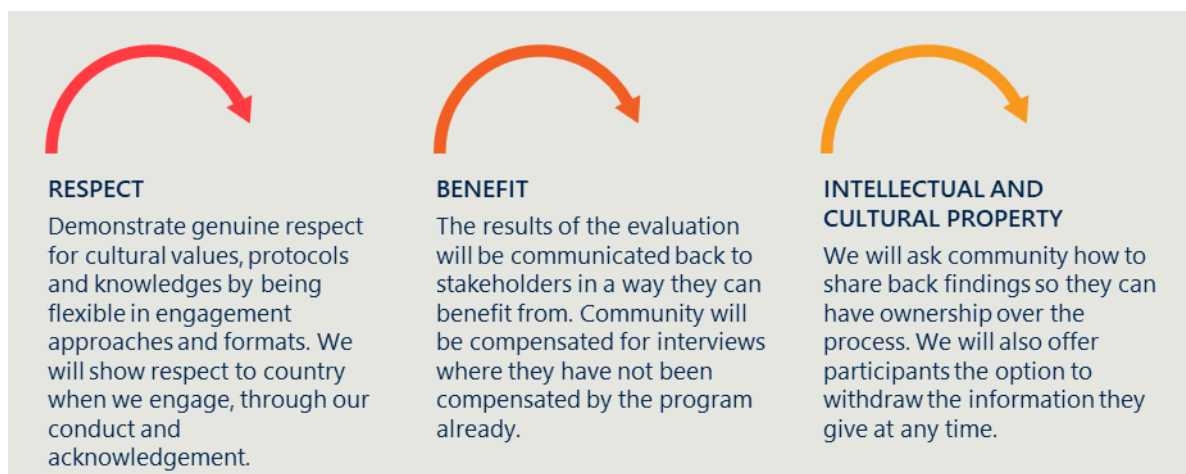 RESPECT
Demonstrate genuine respect
for cultural values, protocols
and knowledges by being
flexible in engagement
approaches and formats. We
will show respect to country
when we engage, through our
conduct and
acknowledgement.
BENEFIT
The results of the evaluation
will be communicated back to
stakeholders in a way they can
benefit from. Community will
be compensated for interviews
where they have not been
compensated by the program
already.
INTELLECTUAL AND
CULTURAL PROPERTY
We will ask community how to
share back findings so they can
have ownership over the
process. We will also offer
participants the option to
withdraw the information they
give at any time.